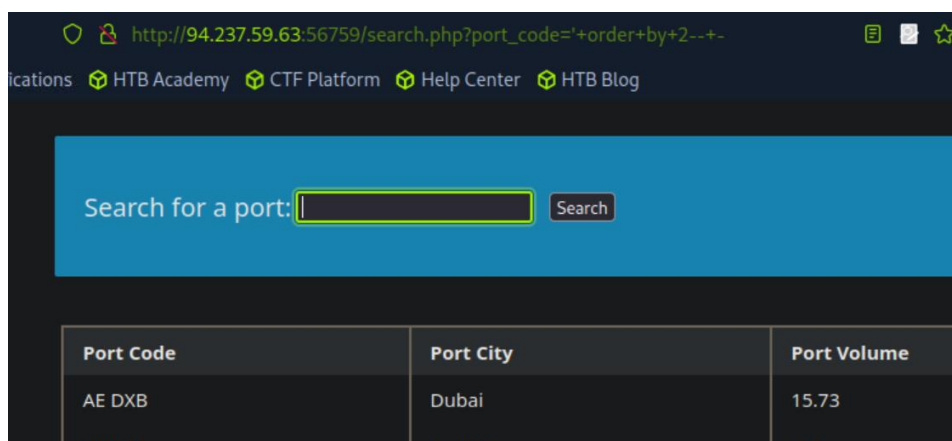 http://94.237.59.63:56759/search.php?port_code='+order+by+2--+-
ications HTB Academy CTF Platform Help Center HTB Blog
Search for a port: Search
Port Code Port City Port Volume
AE DXB Dubai 15.73